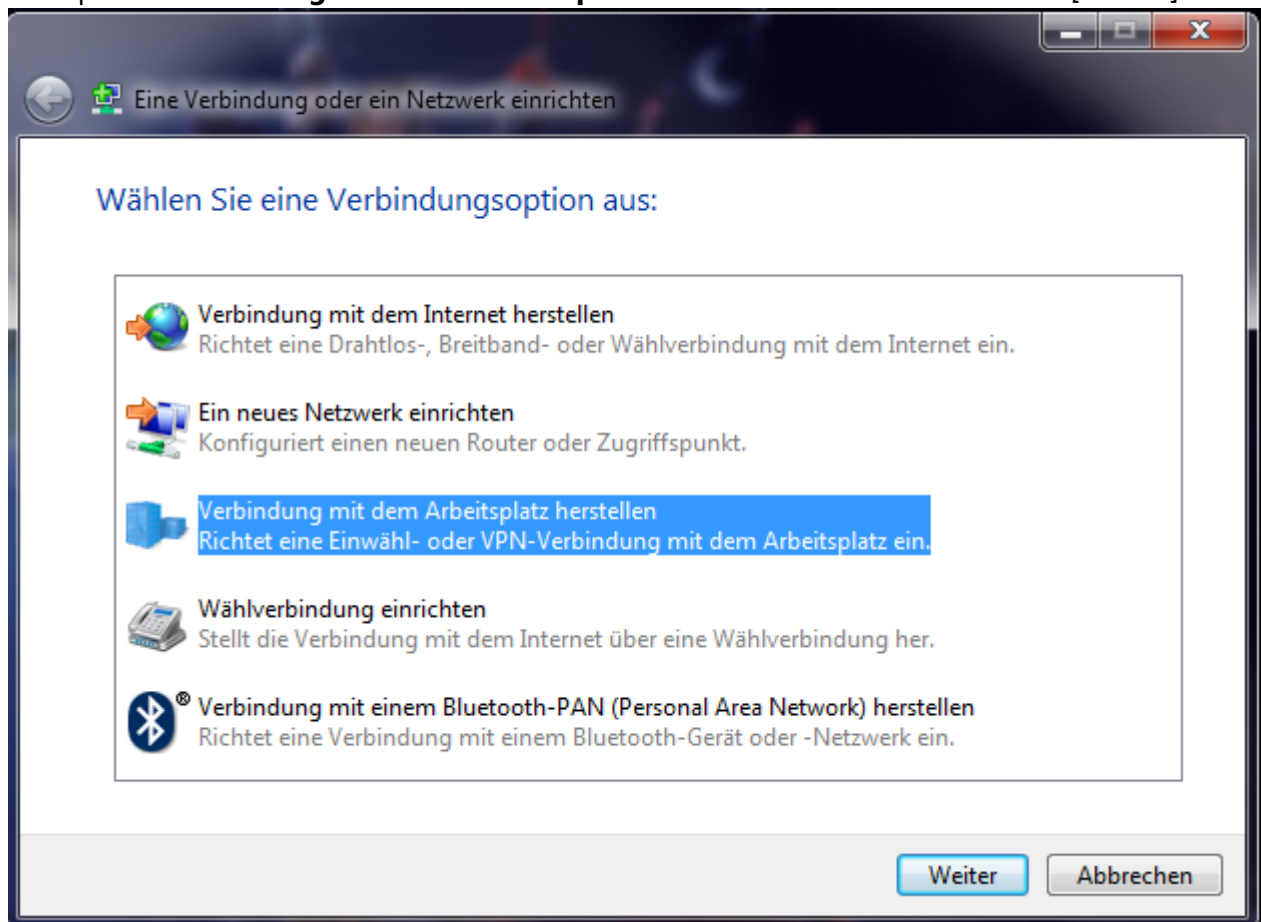 Eine Verbindung oder ein Netzwerk einrichten
Wählen Sie eine Verbindungsoption aus:
Verbindung mit dem Internet herstellen
Richtet eine Drahtlos-, Breitband- oder Wählverbindung mit dem Internet ein.
Ein neues Netzwerk einrichten
Konfiguriert einen neuen Router oder Zugriffspunkt.
Verbindung mit dem Arbeitsplatz herstellen
Richtet eine Einwähl- oder VPN-Verbindung mit dem Arbeitsplatz ein.
Wählverbindung einrichten
Stellt die Verbindung mit dem Internet über eine Wählverbindung her.
®
Verbindung mit einem Bluetooth-PAN (Personal Area Network) herstellen
Richtet eine Verbindung mit einem Bluetooth-Gerät oder -Netzwerk ein.
Weiter Abbrechen